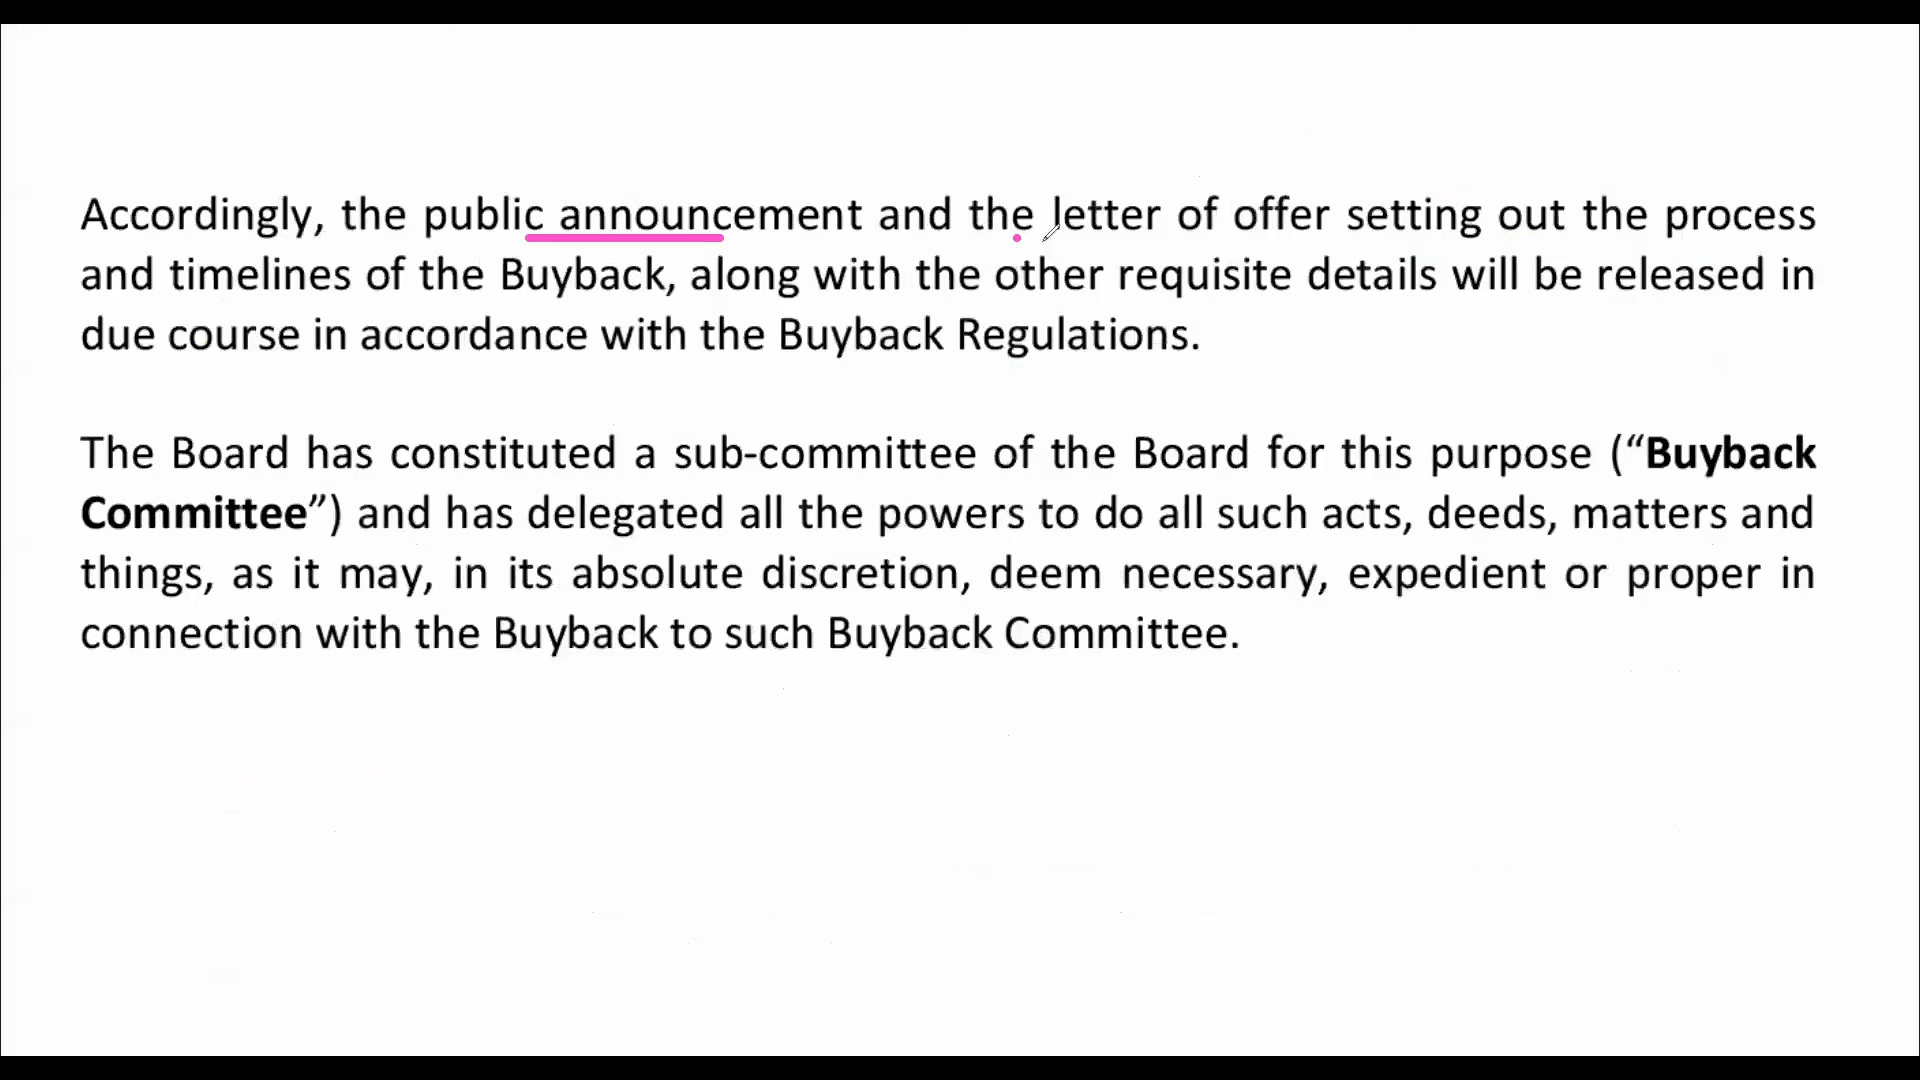 Accordingly, the public announcement and the letter of offer setting out the process
and timelines of the Buyback, along with the other requisite details will be released in
due course in accordance with the Buyback Regulations.
The Board has constituted a sub-committee of the Board for this purpose (“Buyback
Committee”) and has delegated all the powers to do all such acts, deeds, matters and
things, as it may, in its absolute discretion, deem necessary, expedient or proper in
connection with the Buyback to such Buyback Committee.